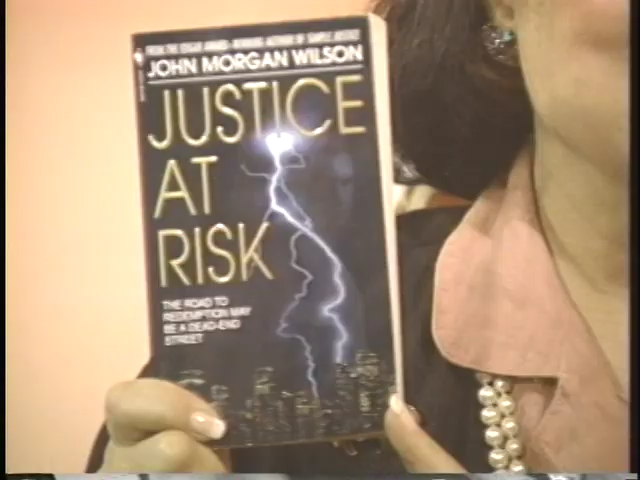 FROM THE EDGAR AWARD-WINNING AUTHOR OF SIMPLE JUSTICE
JOHN MORGAN WILSON
JUSTICE
AT
RISK
THE ROAD TO
REDEMPTION MAY
BE A DEAD-END
STREET